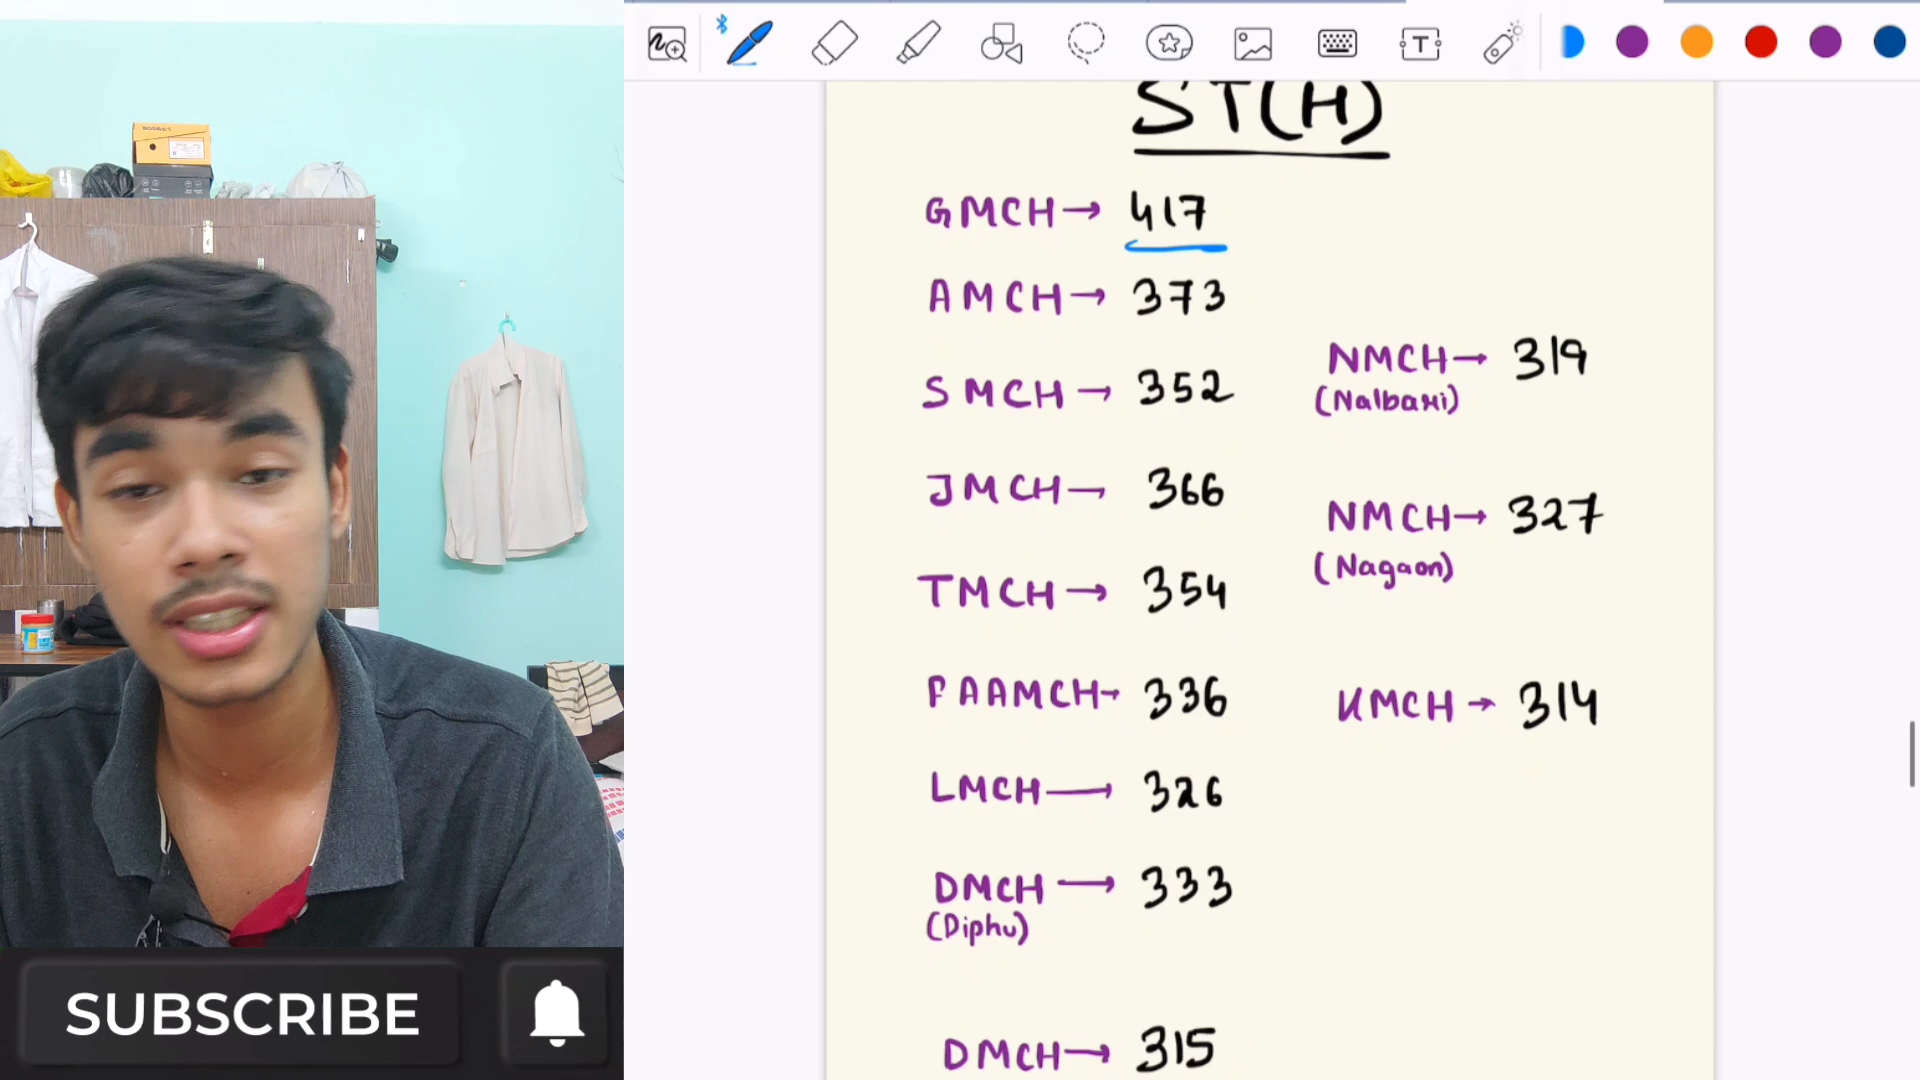 ST(H)
GMCH→ 417
AMCH→ 373
SMCH→ 352
JMCH→ 366
TMCH→ 354
FAAMCH→ 336
LMCH→ 326
DMCH→ 333
(Diphu)
DMCH→ 315
NMCH→ 319
(Nalbari)
NMCH→ 327
(Nagaon)
KMCH→ 314
SUBSCRIBE